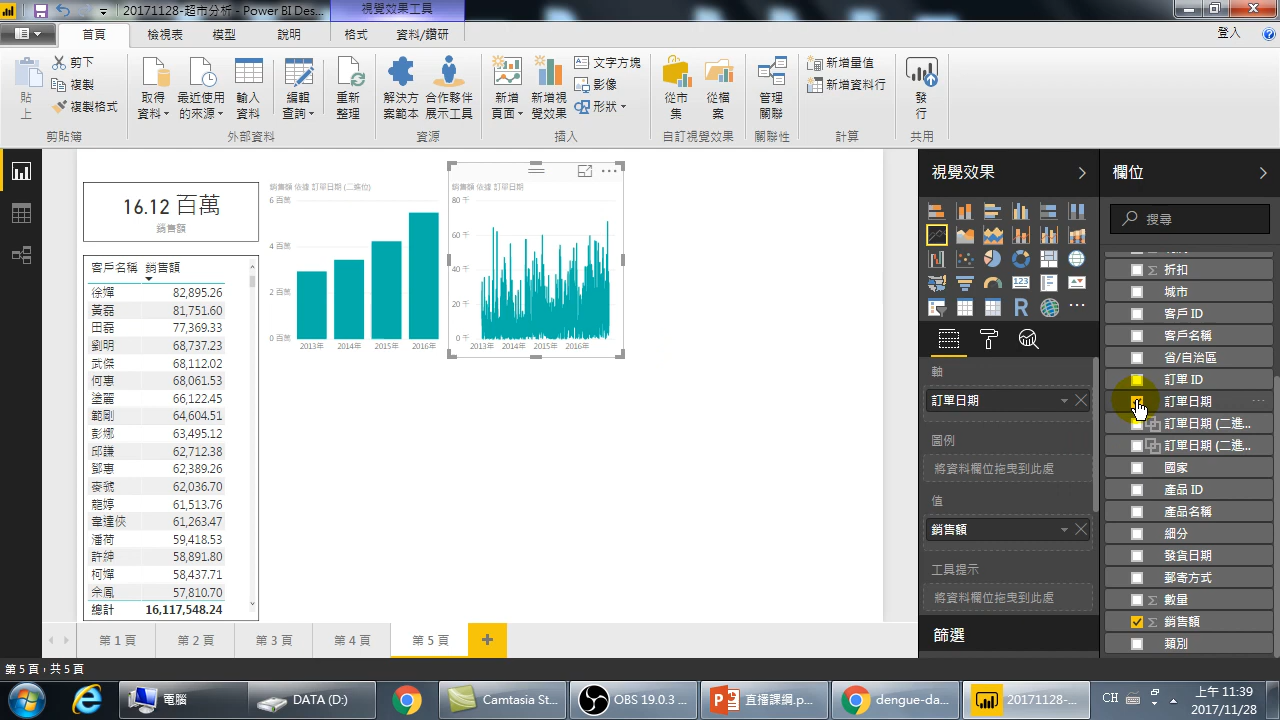 20171128-超市分析 - Power BI Des...
視覺效果工具
首頁
檢視表
模型
說明
格式
資料/鑽研
登入
貼上
剪下
複製
複製格式
剪貼簿
取得資料
最近使用的來源
輸入資料
編輯查詢
重新整理
外部資料
解決方案範本
合作夥伴展示工具
資源
新增頁面
新增視覺效果
文字方塊
影像
形狀
插入
從市集
從檔案
自訂視覺效果
管理關聯
關聯性
新增量值
新增資料行
計算
發行
共用
16.12 百萬
銷售額
客戶名稱 銷售額
徐嬋 82,895.26
黃磊 81,751.60
田磊 77,369.33
劉明 68,737.23
武傑 68,112.02
何惠 68,061.53
塗麗 66,122.45
範剛 64,604.51
彭娜 63,495.12
邱謙 62,712.38
鄧惠 62,389.26
麥號 62,036.70
龍婷 61,513.76
韋達俠 61,263.47
潘荷 59,418.53
許紳 58,891.80
柯嬋 58,437.71
余鳳 57,810.70
總計 16,117,548.24
銷售額 依據 訂單日期 (二進位)
6 百萬
4 百萬
2 百萬
0 百萬
2013年 2014年 2015年 2016年
銷售額 依據 訂單日期
80 千
60 千
40 千
20 千
0 千
2013年 2014年 2015年 2016年
視覺效果
軸
訂單日期
圖例
將資料欄位拖曳到此處
值
銷售額
工具提示
將資料欄位拖曳到此處
篩選
欄位
搜尋
折扣
城市
客戶 ID
客戶名稱
省/自治區
訂單 ID
訂單日期
訂單日期 (二進...
訂單日期 (二進...
國家
產品 ID
產品名稱
細分
發貨日期
郵寄方式
數量
銷售額
類別
第 1 頁
第 2 頁
第 3 頁
第 4 頁
第 5 頁
第 5 頁，共 5 頁
電腦
DATA (D:)
Camtasia St...
OBS 19.0.3 ...
直播課綱.p...
dengue-da...
20171128-...
CH
上午 11:39
2017/11/28